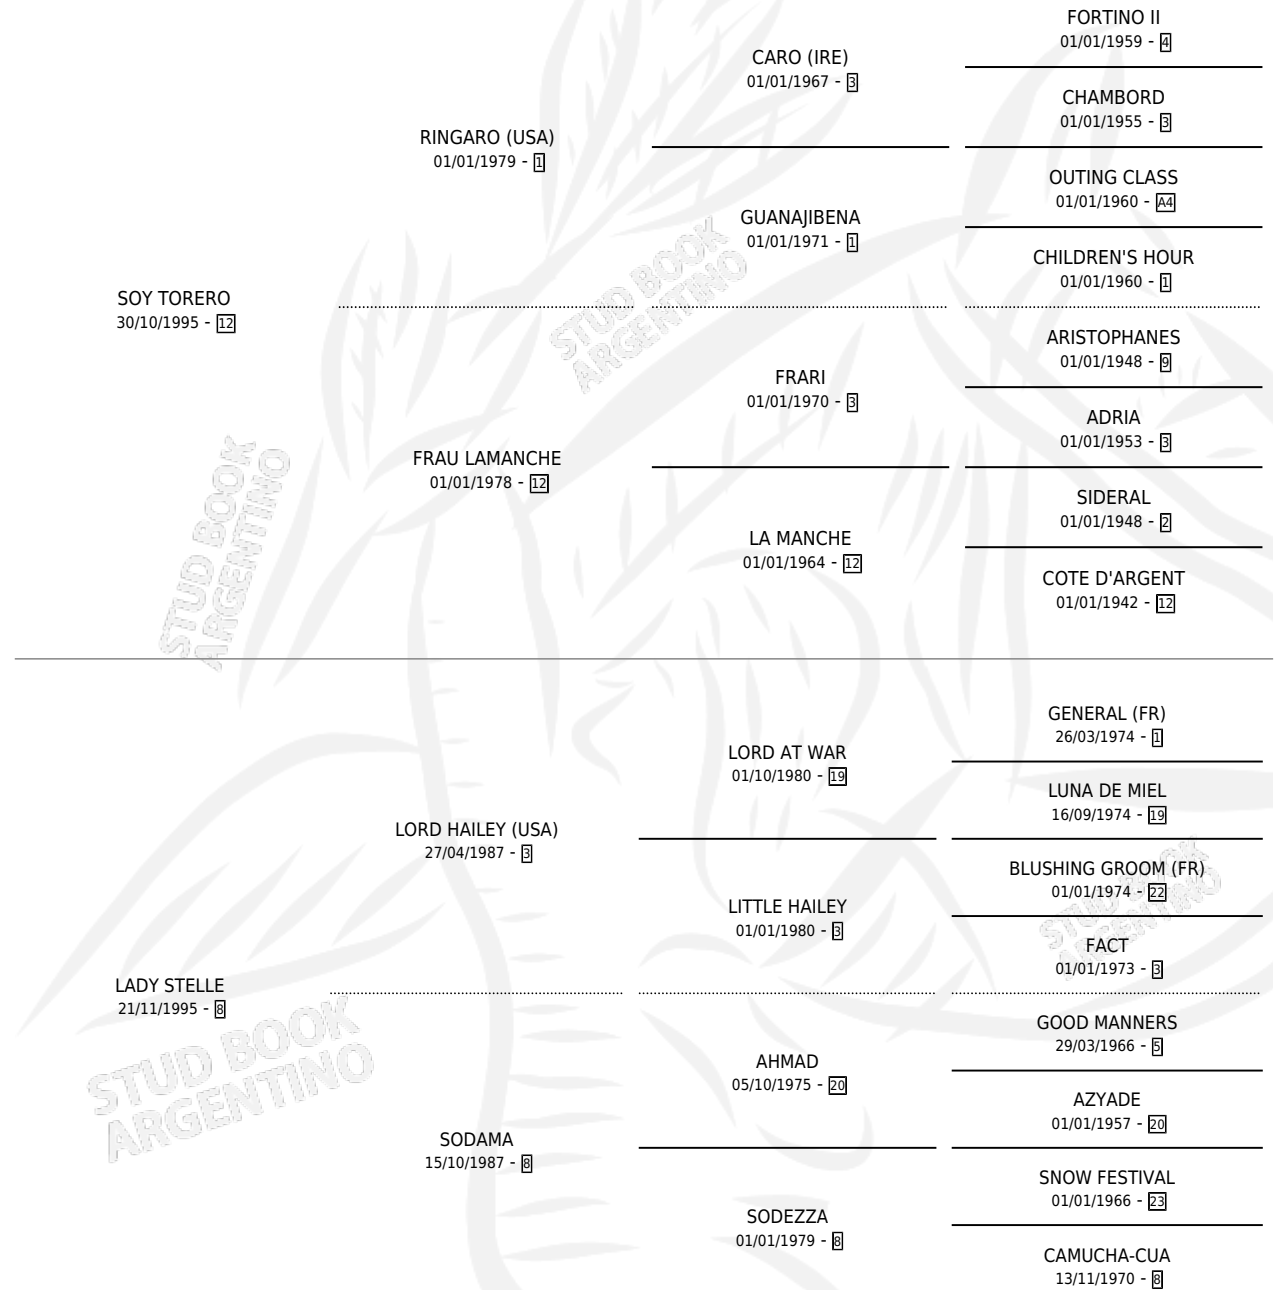 FORTINO II
01/01/1959 - 4
CARO (IRE)
01/01/1967 - 3
CHAMBORD
01/01/1955 - 3
RINGARO (USA)
01/01/1979 - 1
OUTING CLASS
01/01/1960 - A4
GUANAJIBENA
01/01/1971 - 1
CHILDREN'S HOUR
01/01/1960 - 1
SOY TORERO
30/10/1995 - 12
ARISTOPHANES
01/01/1948 - 9
FRARI
01/01/1970 - 3
ADRIA
01/01/1953 - 3
FRAU LAMANCHE
01/01/1978 - 12
SIDERAL
01/01/1948 - 2
LA MANCHE
01/01/1964 - 12
COTE D'ARGENT
01/01/1942 - 12
GENERAL (FR)
26/03/1974 - 1
LORD AT WAR
01/10/1980 - 19
LUNA DE MIEL
16/09/1974 - 19
LORD HAILEY (USA)
27/04/1987 - 3
BLUSHING GROOM (FR)
01/01/1974 - 22
LITTLE HAILEY
01/01/1980 - 3
FACT
01/01/1973 - 3
LADY STELLE
21/11/1995 - 8
GOOD MANNERS
29/03/1966 - 5
AHMAD
05/10/1975 - 20
AZYADE
01/01/1957 - 20
SODAMA
15/10/1987 - 8
SNOW FESTIVAL
01/01/1966 - 23
SODEZZA
01/01/1979 - 8
CAMUCHA-CUA
13/11/1970 - 8
STUD BOOK
ARGENTINO
STUD BOOK
ARGENTINO
STUD BOOK
ARGENTINO
STUD BOOK
ARGENTINO